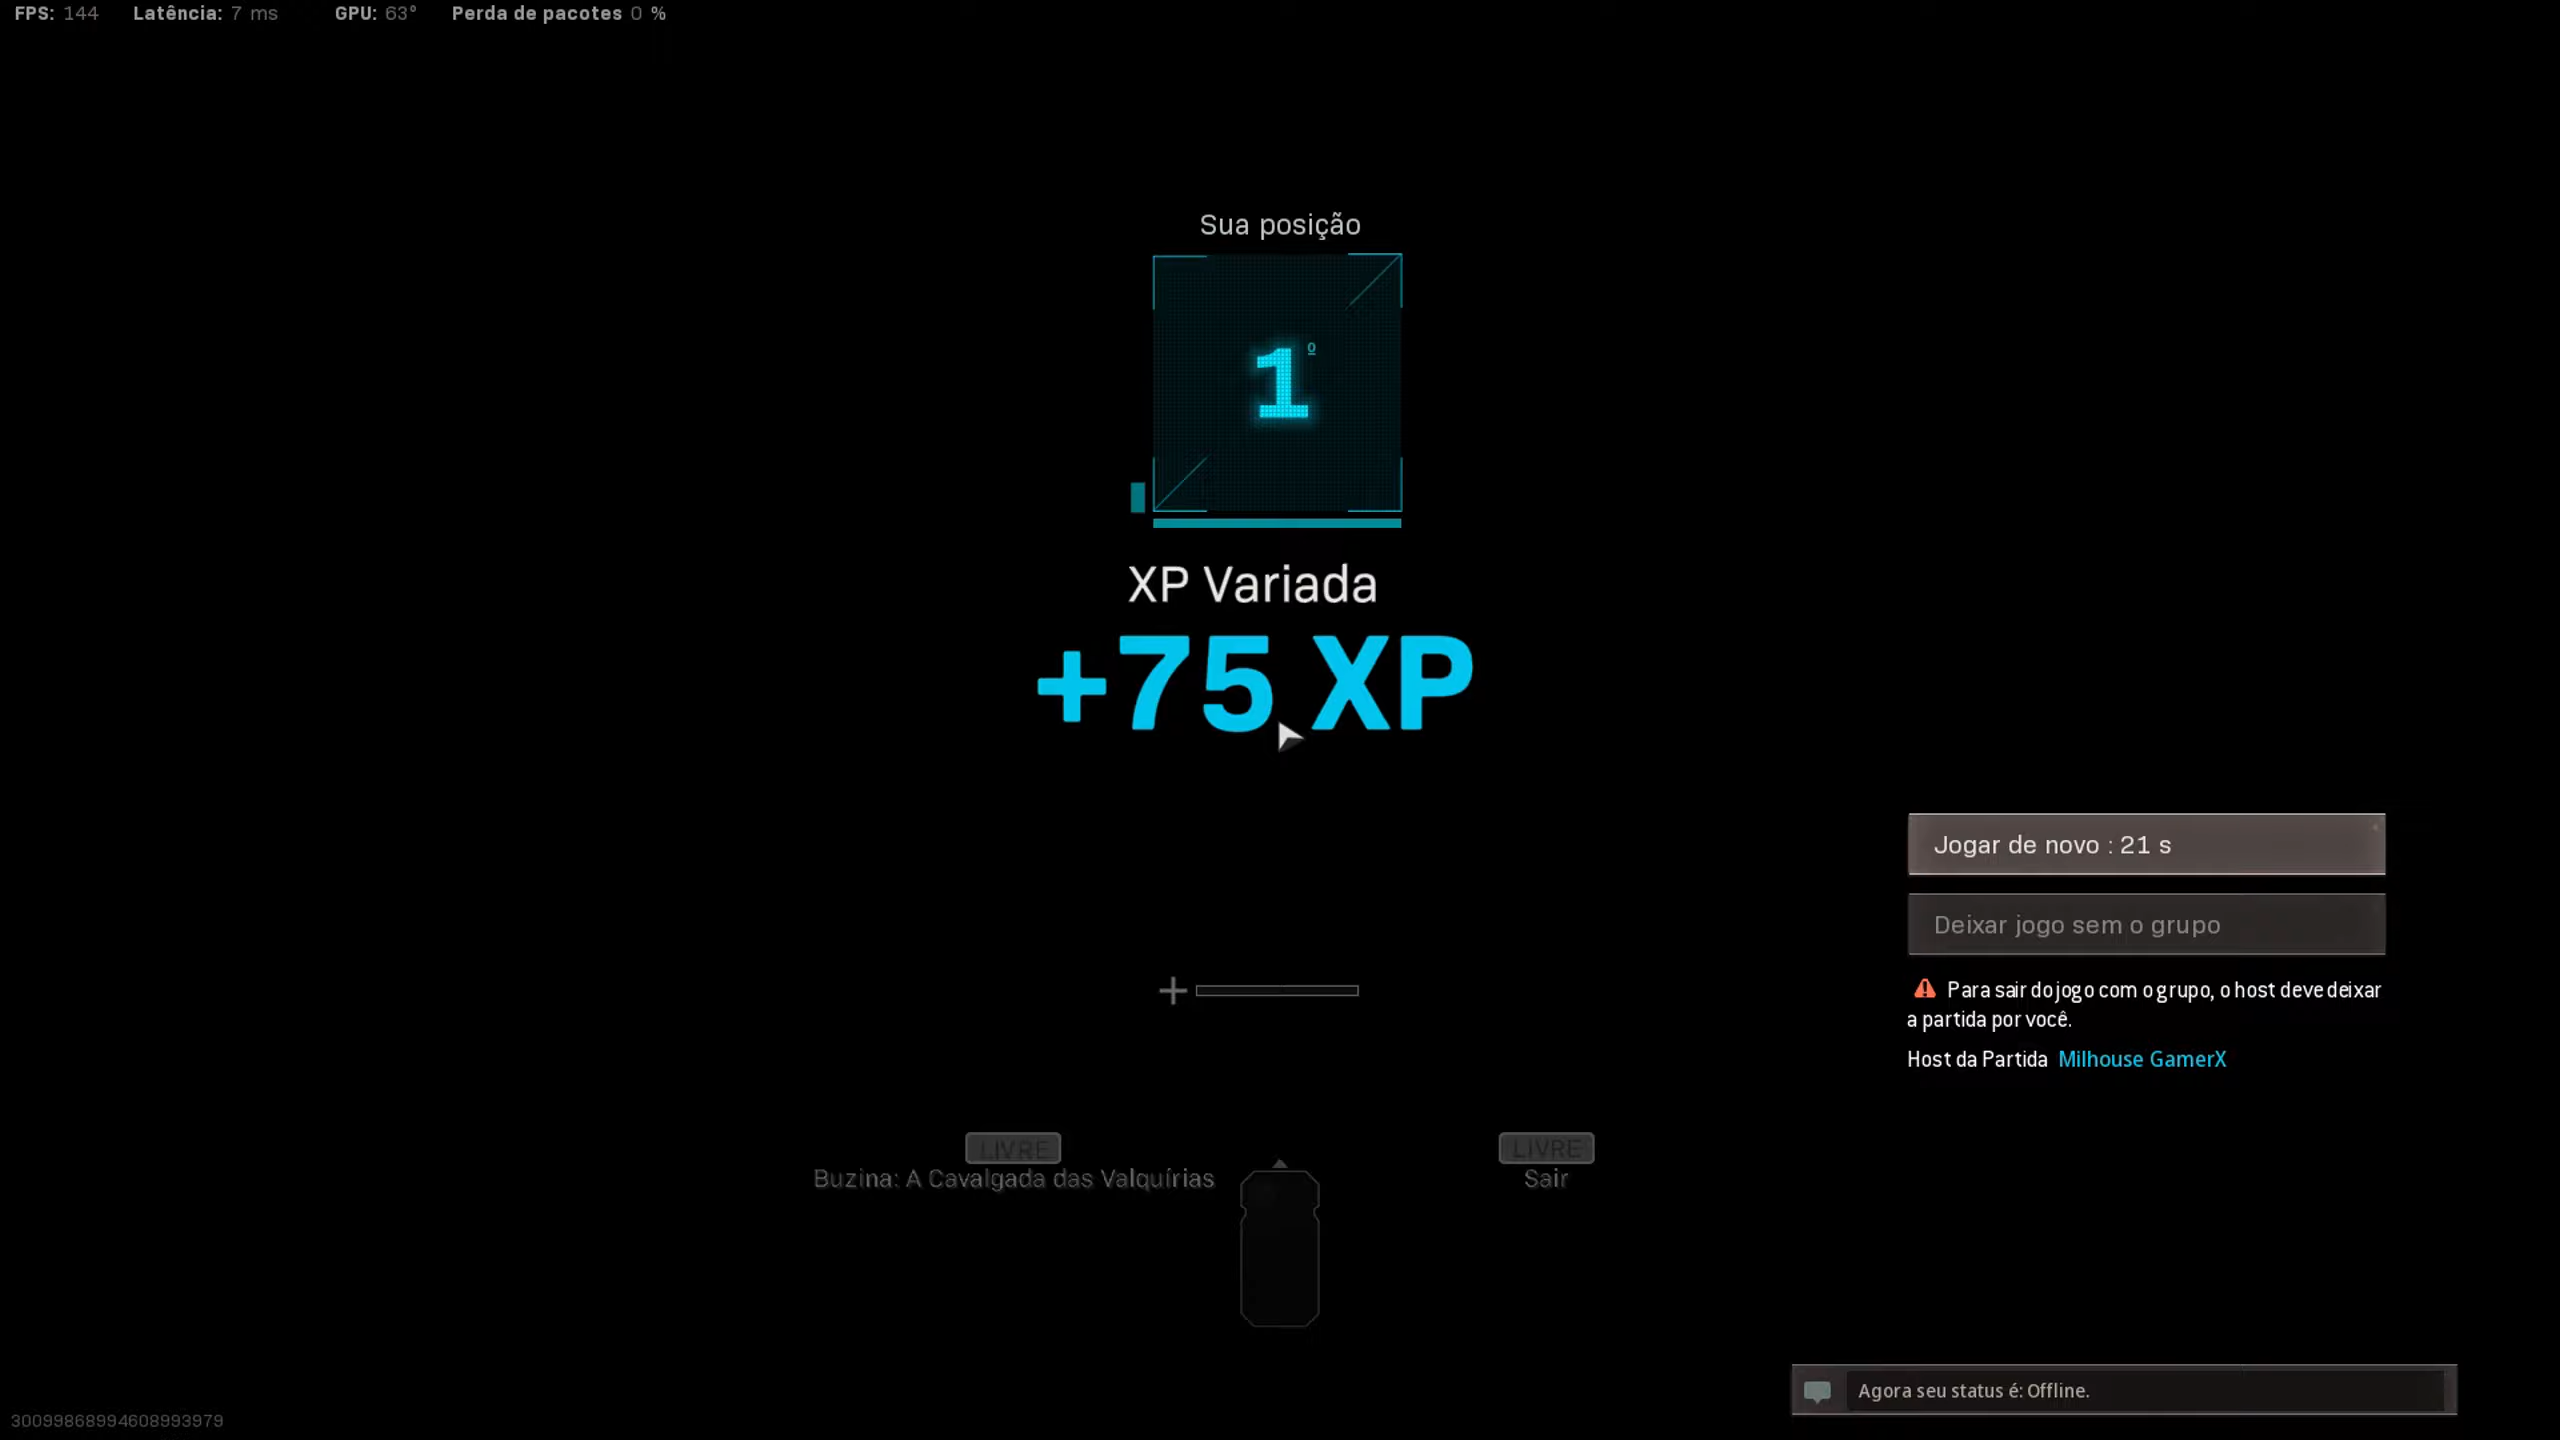 FPS: 144 Latência: 7 ms GPU: 63° Perda de pacotes 0 %
Sua posição
1º
XP Variada
+75 XP
Jogar de novo : 21 s
Deixar jogo sem o grupo
Para sair do jogo com o grupo, o host deve deixar
a partida por você.
Host da Partida Milhouse GamerX
LIVRE
Buzina: A Cavalgada das Valquírias
LIVRE
Sair
Agora seu status é: Offline.
30099868994608993979